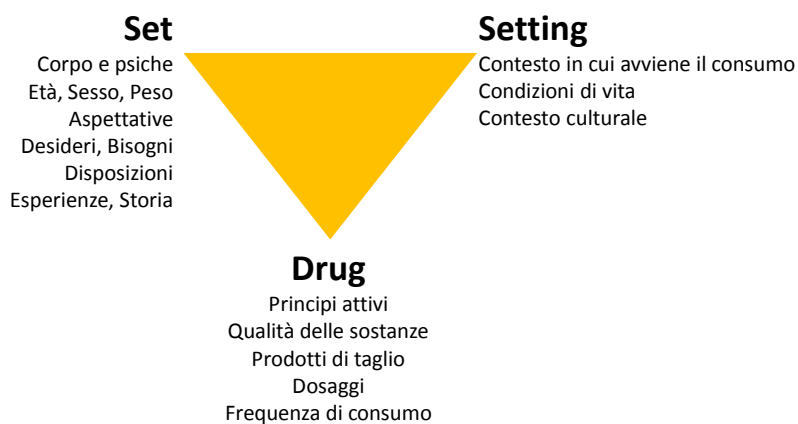 Set
Corpo e psiche
Età, Sesso, Peso
Aspettative
Desideri, Bisogni
Disposizioni
Esperienze, Storia
Setting
Contesto in cui avviene il consumo
Condizioni di vita
Contesto culturale
Drug
Principi attivi
Qualità delle sostanze
Prodotti di taglio
Dosaggi
Frequenza di consumo